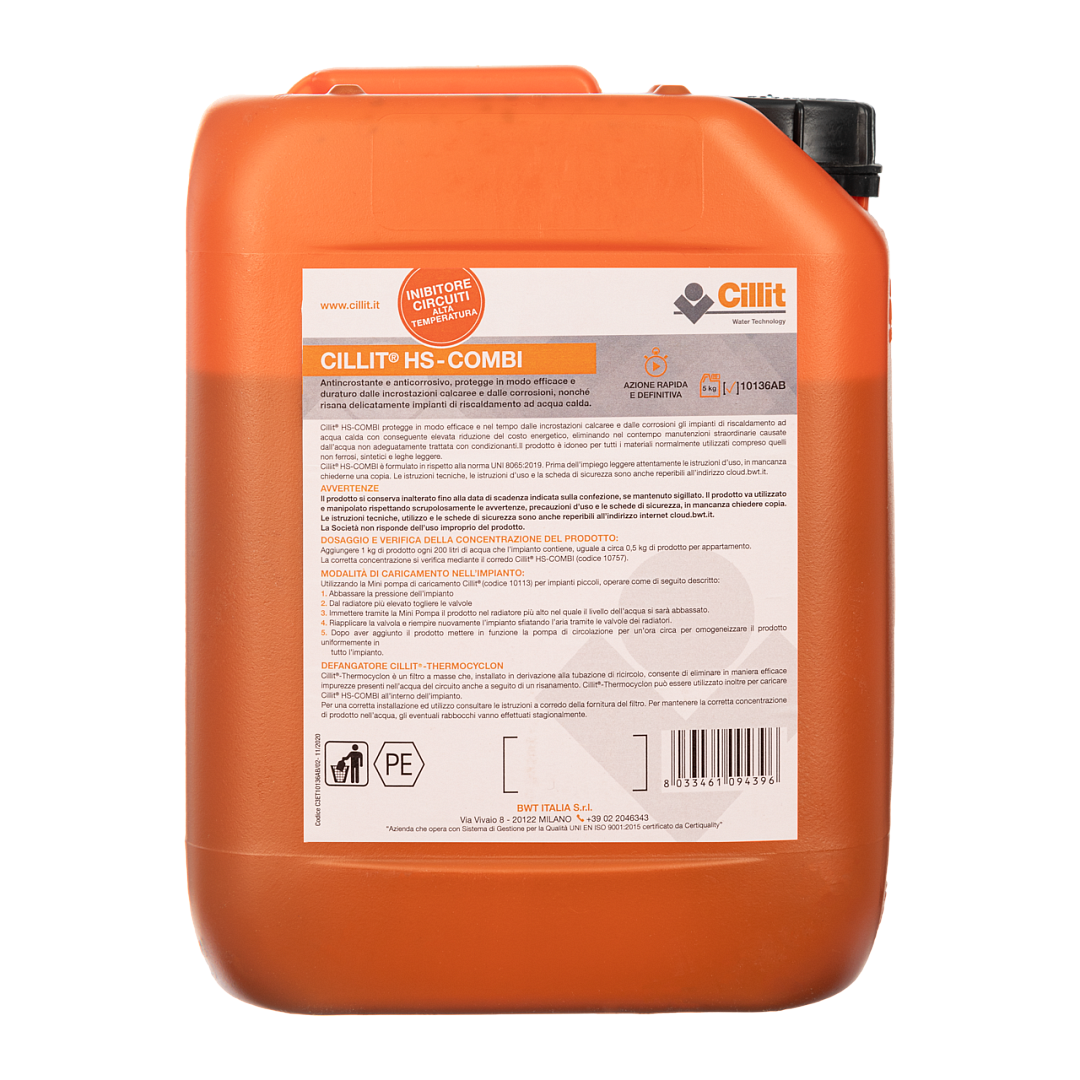 www.cillit.it
INIBITORE
CIRCUITI
ALTA
TEMPERATURA
Cillit
Water Technology
CILLIT® HS-COMBI
Antincrostante e anticorrosivo, protegge in modo efficace e
duraturo dalle incrostazioni calcaree e dalle corrosioni, nonché
risana delicatamente impianti di riscaldamento ad acqua calda.
AZIONE RAPIDA
E DEFINITIVA
5 kg
[✓]10136AB
Cillit® HS-COMBI protegge in modo efficace e nel tempo dalle incrostazioni calcaree e dalle corrosioni gli impianti di riscaldamento ad
acqua calda con conseguente elevata riduzione del costo energetico, eliminando nel contempo manutenzioni straordinarie causate
dall'acqua non adeguatamente trattata con condizionanti.Il prodotto è idoneo per tutti i materiali normalmente utilizzati compreso quelli
non ferrosi, sintetici e leghe leggere.
Cillit® HS-COMBI è formulato in rispetto alla norma UNI 8065:2019. Prima dell'impiego leggere attentamente le istruzioni d'uso, in mancanza
chiederne una copia. Le istruzioni tecniche, le istruzioni d'uso e la scheda di sicurezza sono anche reperibili all'indirizzo cloud.bwt.it.
AVVERTENZE
Il prodotto si conserva inalterato fino alla data di scadenza indicata sulla confezione, se mantenuto sigillato. Il prodotto va utilizzato
e manipolato rispettando scrupolosamente le avvertenze, precauzioni d'uso e le schede di sicurezza, in mancanza chiedere copia.
Le istruzioni tecniche, utilizzo e le schede di sicurezza sono anche reperibili all'indirizzo internet cloud.bwt.it.
La Società non risponde dell'uso improprio del prodotto.
DOSAGGIO E VERIFICA DELLA CONCENTRAZIONE DEL PRODOTTO:
Aggiungere 1 kg di prodotto ogni 200 litri di acqua che l'impianto contiene, uguale a circa 0,5 kg di prodotto per appartamento.
La corretta concentrazione si verifica mediante il corredo Cillit® HS-COMBI (codice 10757).
MODALITÀ DI CARICAMENTO NELL'IMPIANTO:
Utilizzando la Mini pompa di caricamento Cillit® (codice 10113) per impianti piccoli, operare come di seguito descritto:
1. Abbassare la pressione dell'impianto
2. Dal radiatore più elevato togliere le valvole
3. Immettere tramite la Mini Pompa il prodotto nel radiatore più alto nel quale il livello dell'acqua si sarà abbassato.
4. Riapplicare la valvola e riempire nuovamente l'impianto sfiatando l'aria tramite le valvole dei radiatori.
5. Dopo aver aggiunto il prodotto mettere in funzione la pompa di circolazione per un'ora circa per omogeneizzare il prodotto
uniformemente in
tutto l'impianto.
DEFANGATORE CILLIT®-THERMOCYCLON
Cillit®-Thermocyclon è un filtro a masse che, installato in derivazione alla tubazione di ricircolo, consente di eliminare in maniera efficace
impurezze presenti nell'acqua del circuito anche a seguito di un risanamento. Cillit®-Thermocyclon può essere utilizzato inoltre per caricare
Cillit® HS-COMBI all'interno dell'impianto.
Per una corretta installazione ed utilizzo consultare le istruzioni a corredo della fornitura del filtro. Per mantenere la corretta concentrazione
di prodotto nell'acqua, gli eventuali rabbocchi vanno effettuati stagionalmente.
Codice C3ET10136AB/02- 11/2020
PE
8 033461 094396
BWT ITALIA S.r.l.
Via Vivaio 8 - 20122 MILANO +39 02 2046343
"Azienda che opera con Sistema di Gestione per la Qualità UNI EN ISO 9001:2015 certificato da Certiquality"